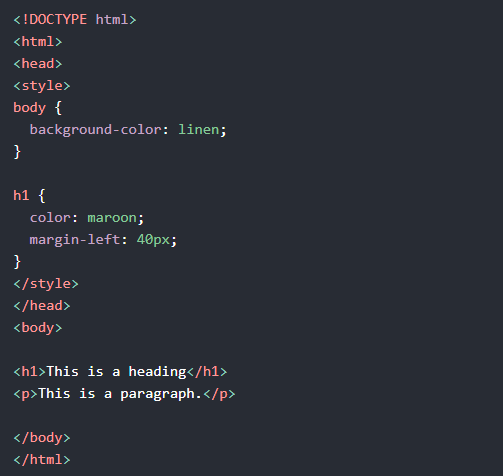 <!DOCTYPE html>
<html>
<head>
<style>
body {
  background-color: linen;
}

h1 {
  color: maroon;
  margin-left: 40px;
}
</style>
</head>
<body>

<h1>This is a heading</h1>
<p>This is a paragraph.</p>

</body>
</html>